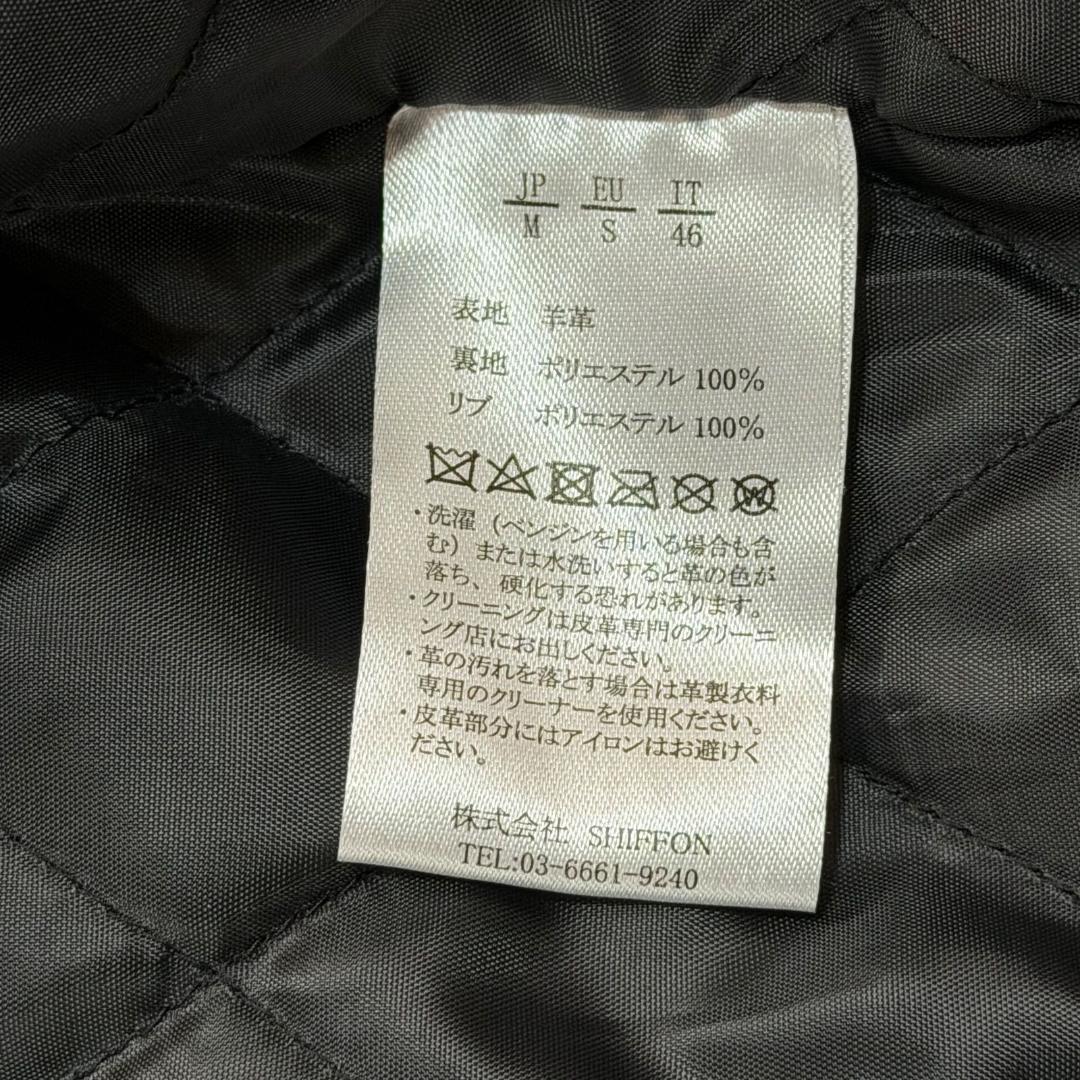 JP EU IT
M S 46
表地 羊革
裏地 ポリエステル 100%
リブ ポリエステル 100%
W
・洗濯 (ベンジンを用いる場合も含
む) または水洗いすると革の色が
落ち、硬化する恐れがあります。
・クリーニングは皮革専門のクリーニ
ング店にお出しください。
・革の汚れを落とす場合は革製衣料
専用のクリーナーを使用ください。
・皮革部分にはアイロンはお避けく
ださい。
株式会社 SHIFFON
TEL:03-6661-9240